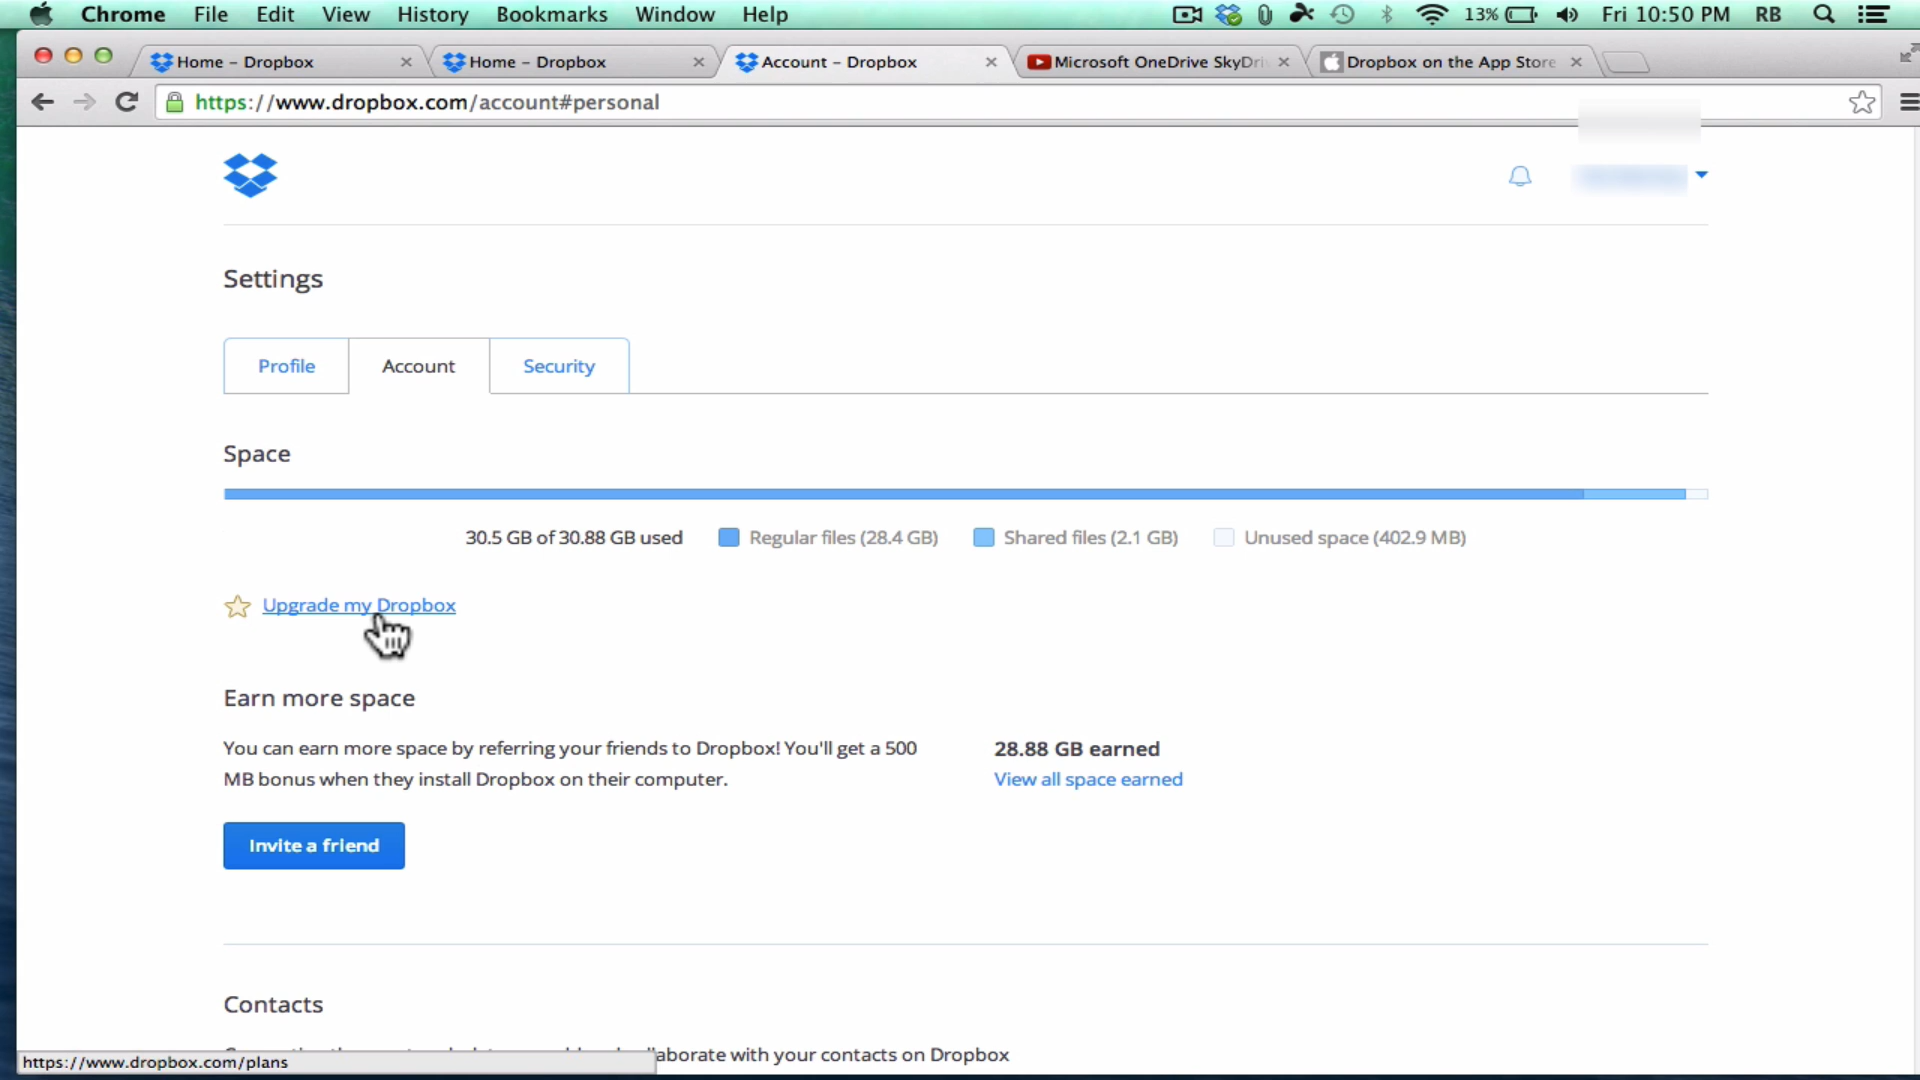 Chrome File Edit View History Bookmarks Window Help 13% Fri 10:50 PM RB
Home – Dropbox Home – Dropbox Account – Dropbox Microsoft OneDrive SkyDri Dropbox on the App Store
https://www.dropbox.com/account#personal
Settings
Profile Account Security
Space
30.5 GB of 30.88 GB used Regular files (28.4 GB) Shared files (2.1 GB) Unused space (402.9 MB)
Upgrade my Dropbox
Earn more space
You can earn more space by referring your friends to Dropbox! You'll get a 500
MB bonus when they install Dropbox on their computer.
28.88 GB earned
View all space earned
Invite a friend
Contacts
with your contacts on Dropbox
https://www.dropbox.com/plans